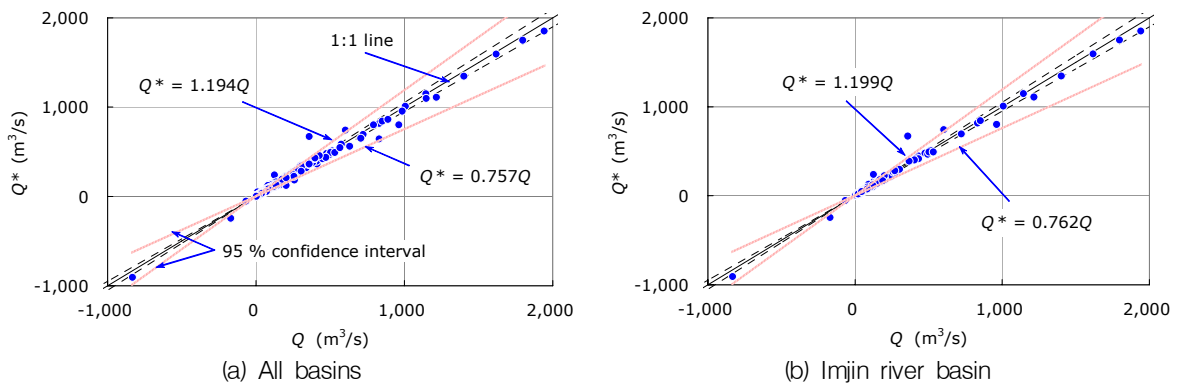 2,000
1,000
0
-1,000
Q* (m³/s)
1:1 line
Q* = 1.194Q
Q* = 0.757Q
95 % confidence interval
-1,000 0 1,000 2,000
Q (m³/s)
(a) All basins
2,000
1,000
0
-1,000
Q* (m³/s)
Q* = 1.199Q
Q* = 0.762Q
-1,000 0 1,000 2,000
Q (m³/s)
(b) Imjin river basin